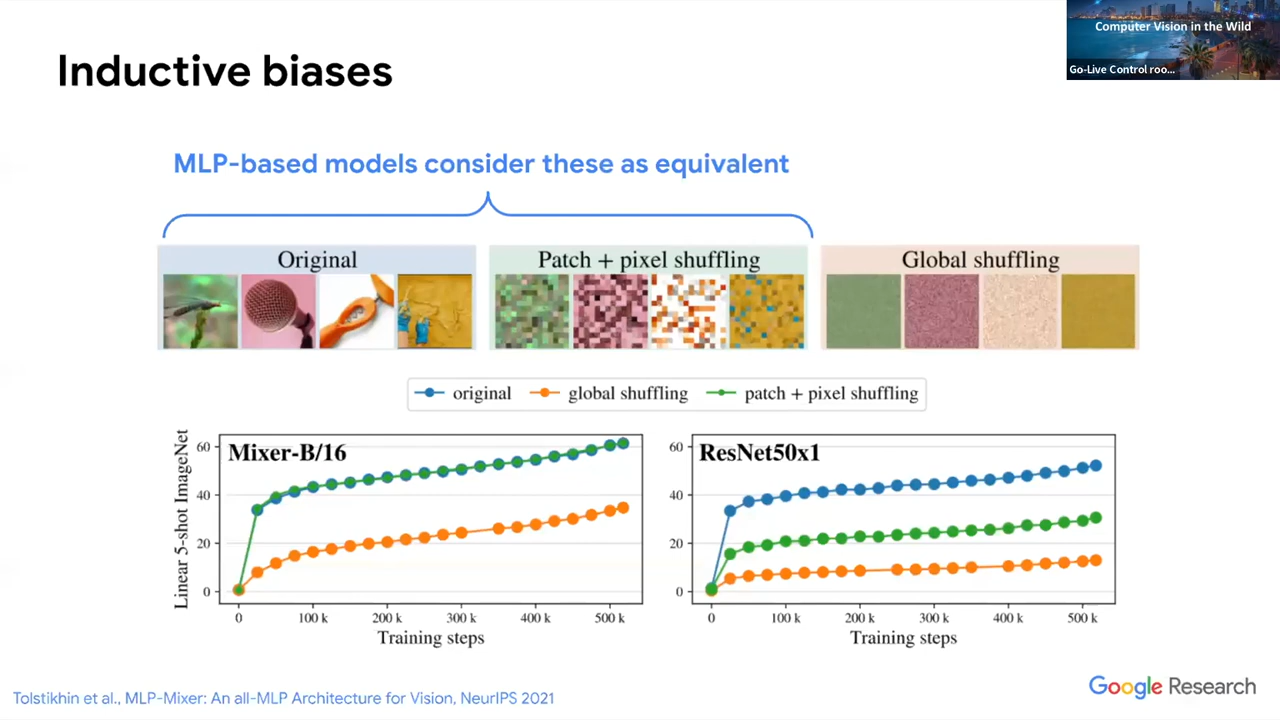 Computer Vision in the Wild
Go-Live Control roo...
Inductive biases
MLP-based models consider these as equivalent
Original
Patch + pixel shuffling
Global shuffling
original
global shuffling
patch + pixel shuffling
Linear 5-shot ImageNet
Mixer-B/16
60
40
20
0
0
100 k
200 k
300 k
400 k
500 k
Training steps
ResNet50x1
60
40
20
0
0
100 k
200 k
300 k
400 k
500 k
Training steps
Tolstikhin et al., MLP-Mixer: An all-MLP Architecture for Vision, NeurIPS 2021
Google Research